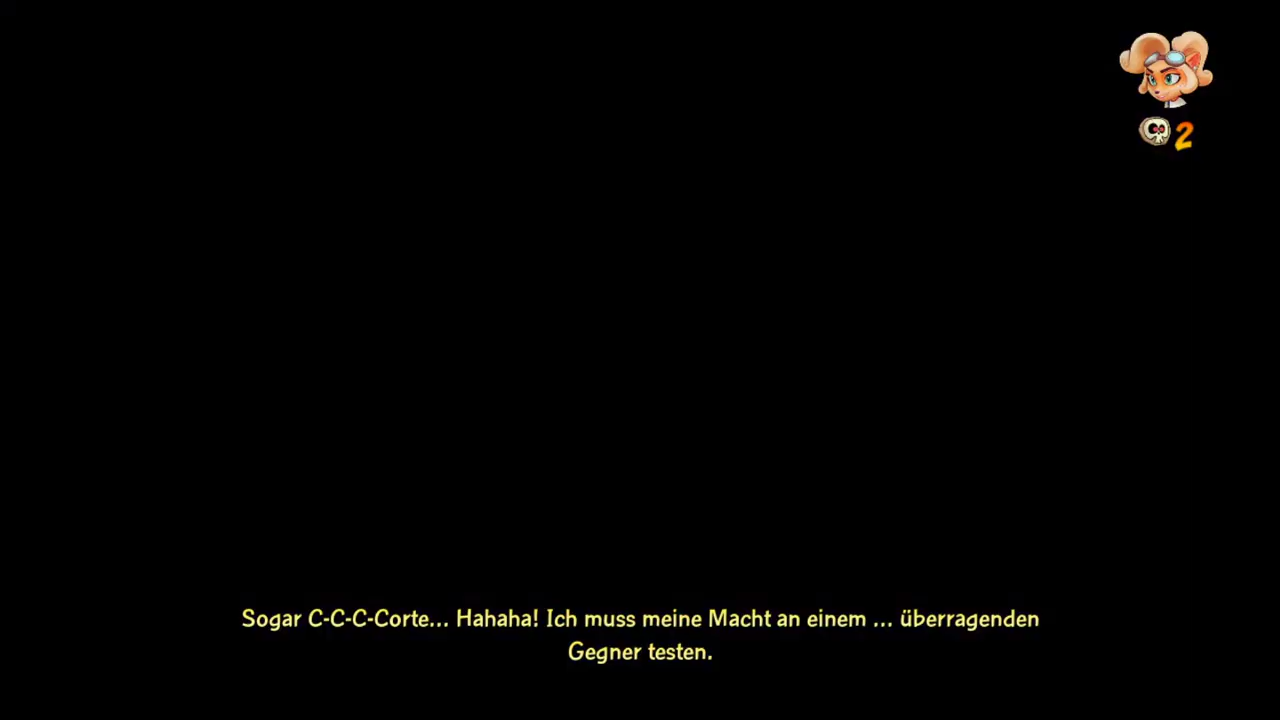 2
Sogar C-C-C-Corte... Hahaha! Ich muss meine Macht an einem ... überragenden
Gegner testen.